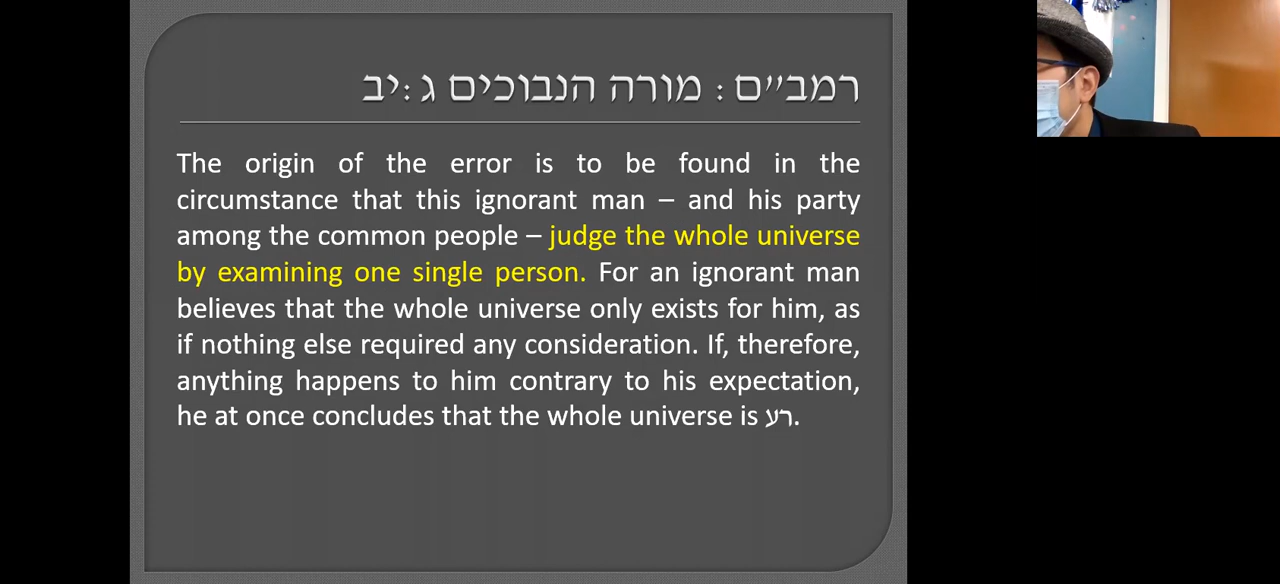 רמב״ם: מורה הנבוכים ג:יב
The origin of the error is to be found in the
circumstance that this ignorant man – and his party
among the common people – judge the whole universe
by examining one single person. For an ignorant man
believes that the whole universe only exists for him, as
if nothing else required any consideration. If, therefore,
anything happens to him contrary to his expectation,
he at once concludes that the whole universe is רע.